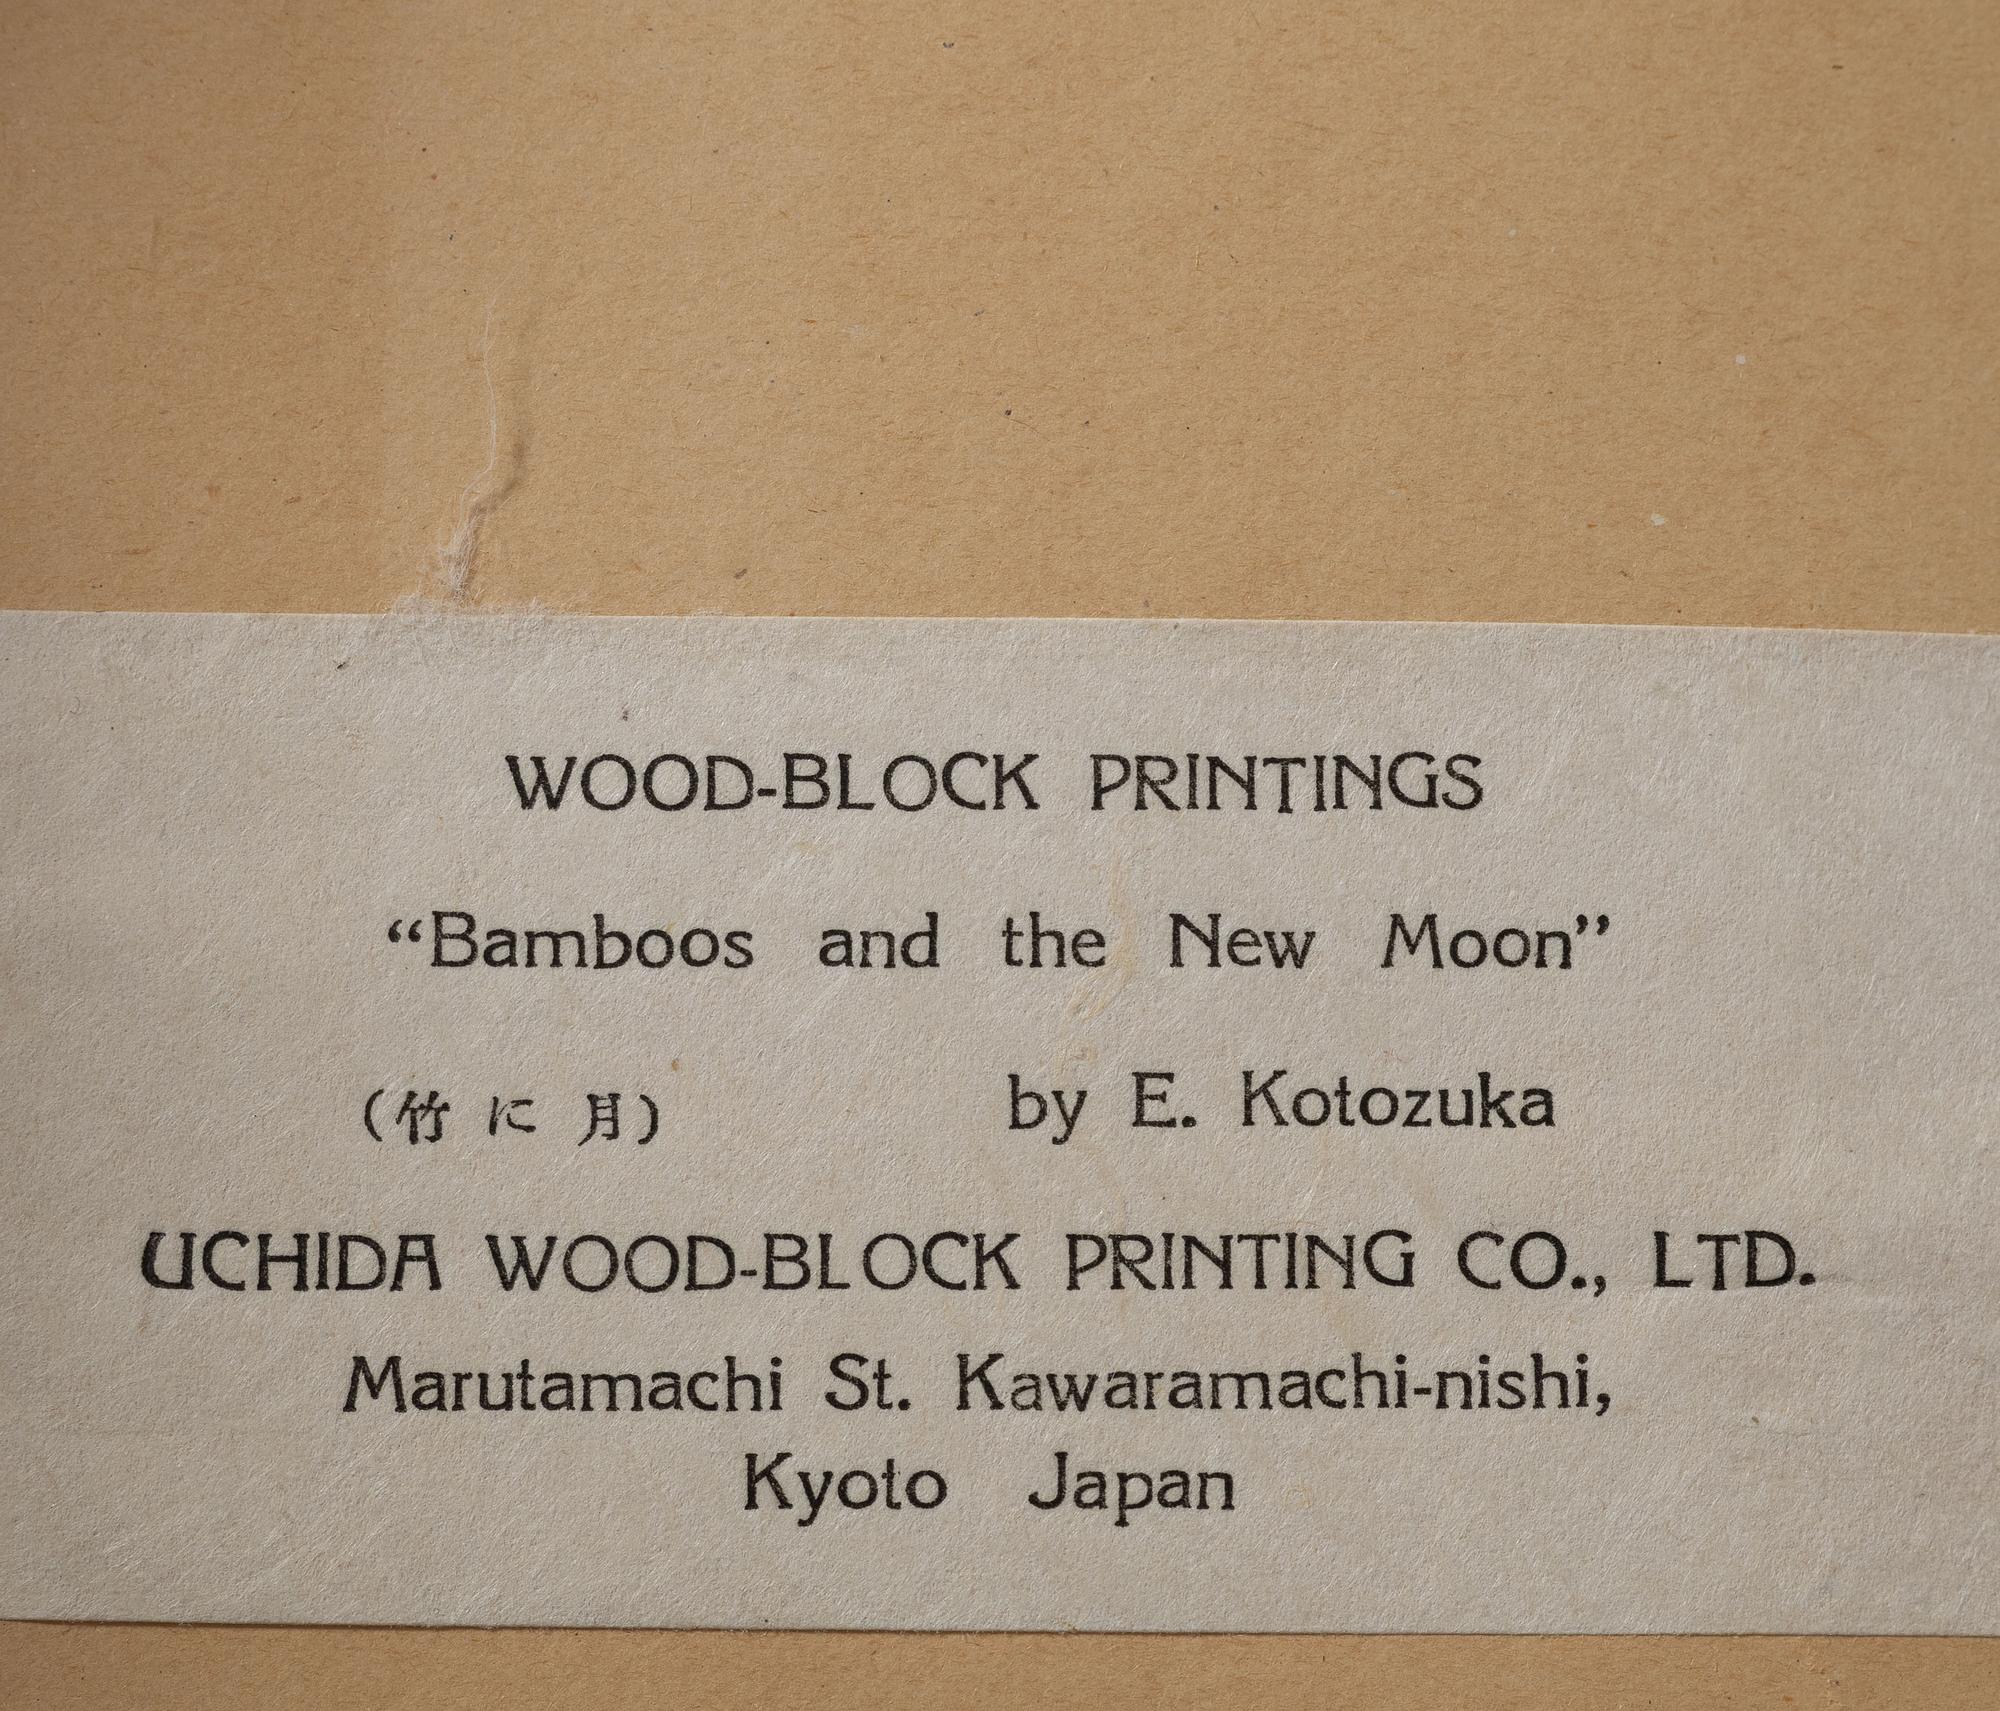 WOOD-BLOCK PRINTINGS
“Bamboos and the New Moon”
(竹 に 月) by E. Kotozuka
UCHIDA WOOD-BLOCK PRINTING CO., LTD.
Marutamachi St. Kawaramachi-nishi,
Kyoto Japan